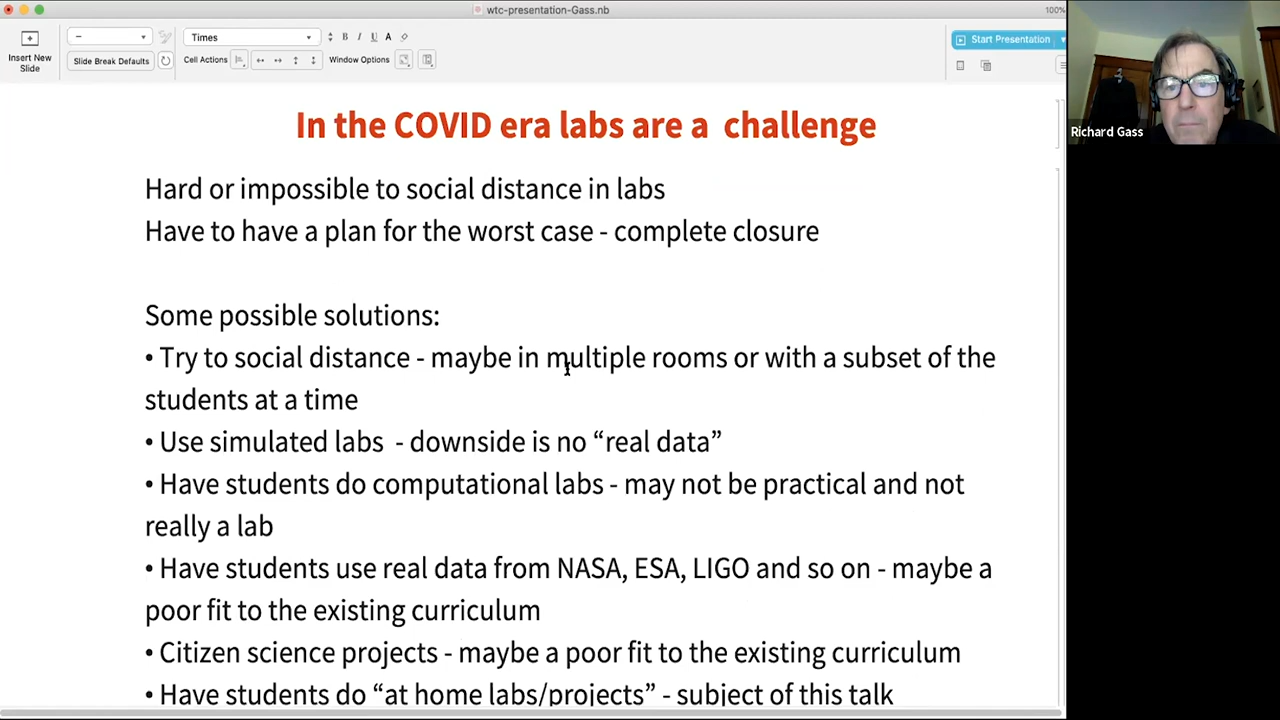 wtc-presentation-Gass.nb
100%
Insert New Slide
Slide Break Defaults
Times
B I U A
Cell Actions
Window Options
Start Presentation
Richard Gass
In the COVID era labs are a challenge
Hard or impossible to social distance in labs
Have to have a plan for the worst case - complete closure
Some possible solutions:
• Try to social distance - maybe in multiple rooms or with a subset of the
students at a time
• Use simulated labs - downside is no “real data”
• Have students do computational labs - may not be practical and not
really a lab
• Have students use real data from NASA, ESA, LIGO and so on - maybe a
poor fit to the existing curriculum
• Citizen science projects - maybe a poor fit to the existing curriculum
• Have students do “at home labs/projects” - subject of this talk